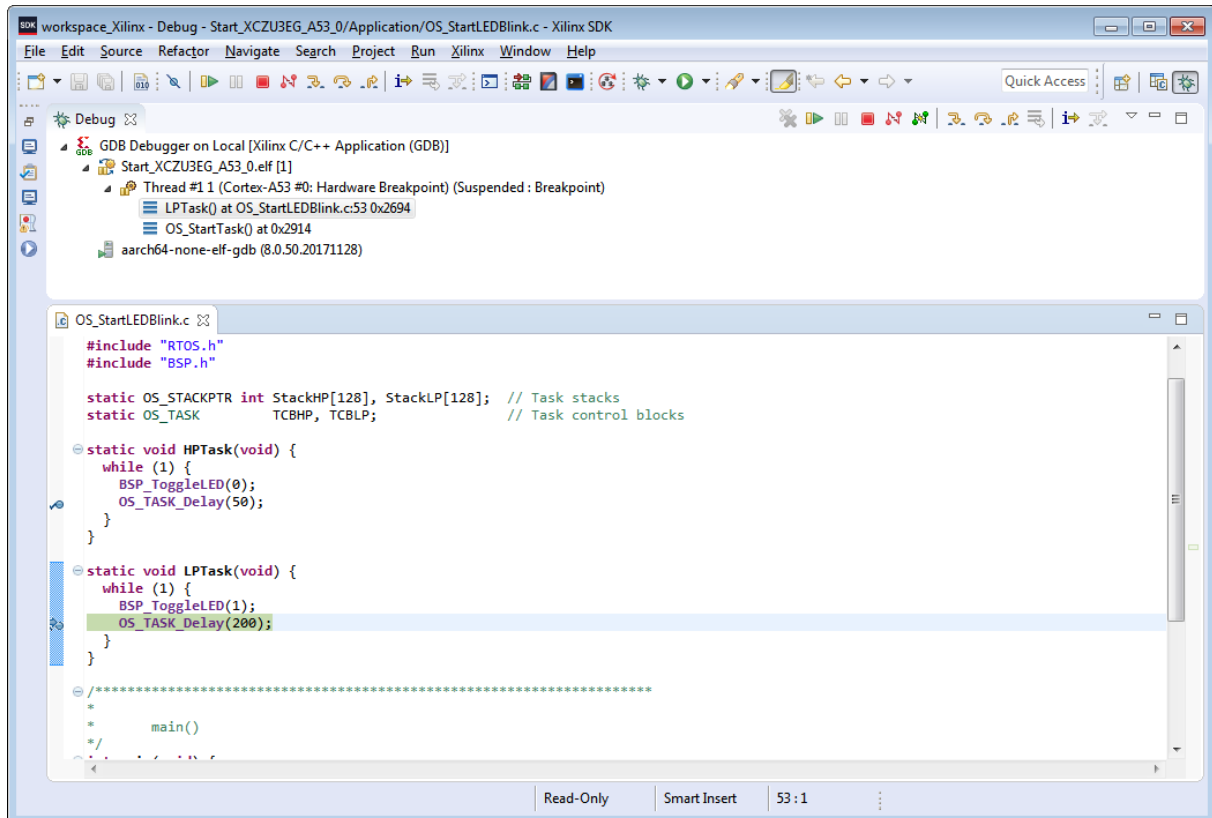 SDK workspace_Xilinx - Debug - Start_XCZU3EG_A53_0/Application/OS_StartLEDBlink.c - Xilinx SDK
File Edit Source Refactor Navigate Search Project Run Xilinx Window Help
010 Quick Access
Debug
GDB GDB Debugger on Local [Xilinx C/C++ Application (GDB)]
Start_XCZU3EG_A53_0.elf [1]
Thread #1 1 (Cortex-A53 #0: Hardware Breakpoint) (Suspended : Breakpoint)
LPTask() at OS_StartLEDBlink.c:53 0x2694
OS_StartTask() at 0x2914
aarch64-none-elf-gdb (8.0.50.20171128)
.c OS_StartLEDBlink.c
#include "RTOS.h"
#include "BSP.h"
static OS_STACKPTR int StackHP[128], StackLP[128];  // Task stacks
static OS_TASK         TCBHP, TCBLP;                // Task control blocks
static void HPTask(void) {
  while (1) {
    BSP_ToggleLED(0);
    OS_TASK_Delay(50);
  }
}
static void LPTask(void) {
  while (1) {
    BSP_ToggleLED(1);
    OS_TASK_Delay(200);
  }
}
/*********************************************************************
*
*       main()
*/
Read-Only Smart Insert 53 : 1